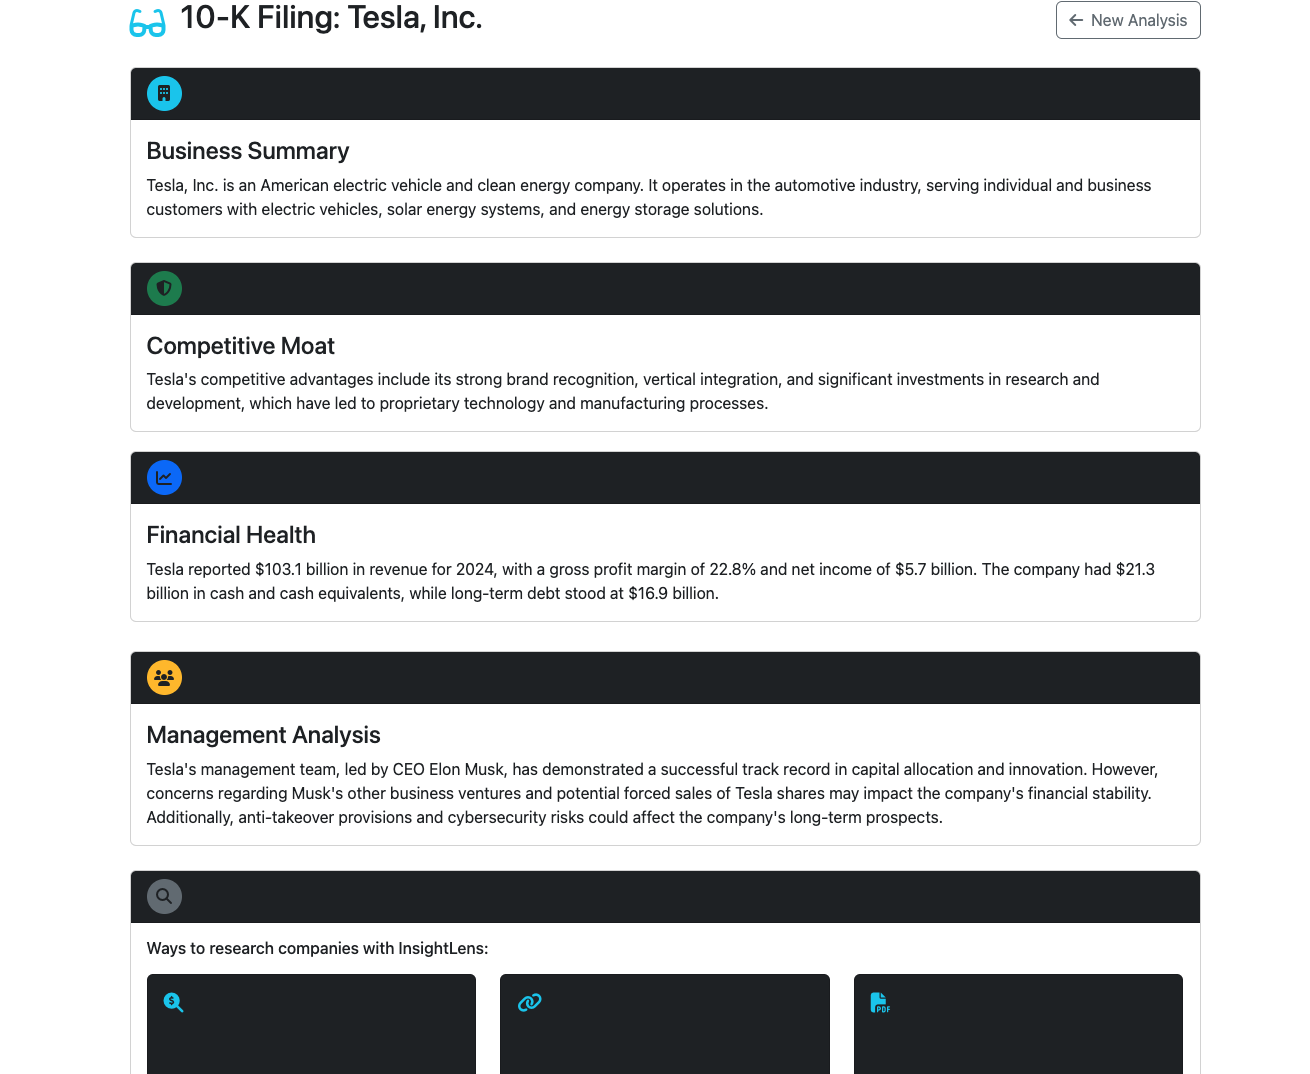 10-K Filing: Tesla, Inc.
New Analysis
Business Summary
Tesla, Inc. is an American electric vehicle and clean energy company. It operates in the automotive industry, serving individual and business
customers with electric vehicles, solar energy systems, and energy storage solutions.
Competitive Moat
Tesla's competitive advantages include its strong brand recognition, vertical integration, and significant investments in research and
development, which have led to proprietary technology and manufacturing processes.
Financial Health
Tesla reported $103.1 billion in revenue for 2024, with a gross profit margin of 22.8% and net income of $5.7 billion. The company had $21.3
billion in cash and cash equivalents, while long-term debt stood at $16.9 billion.
Management Analysis
Tesla's management team, led by CEO Elon Musk, has demonstrated a successful track record in capital allocation and innovation. However,
concerns regarding Musk's other business ventures and potential forced sales of Tesla shares may impact the company's financial stability.
Additionally, anti-takeover provisions and cybersecurity risks could affect the company's long-term prospects.
Ways to research companies with InsightLens:
$
PDF